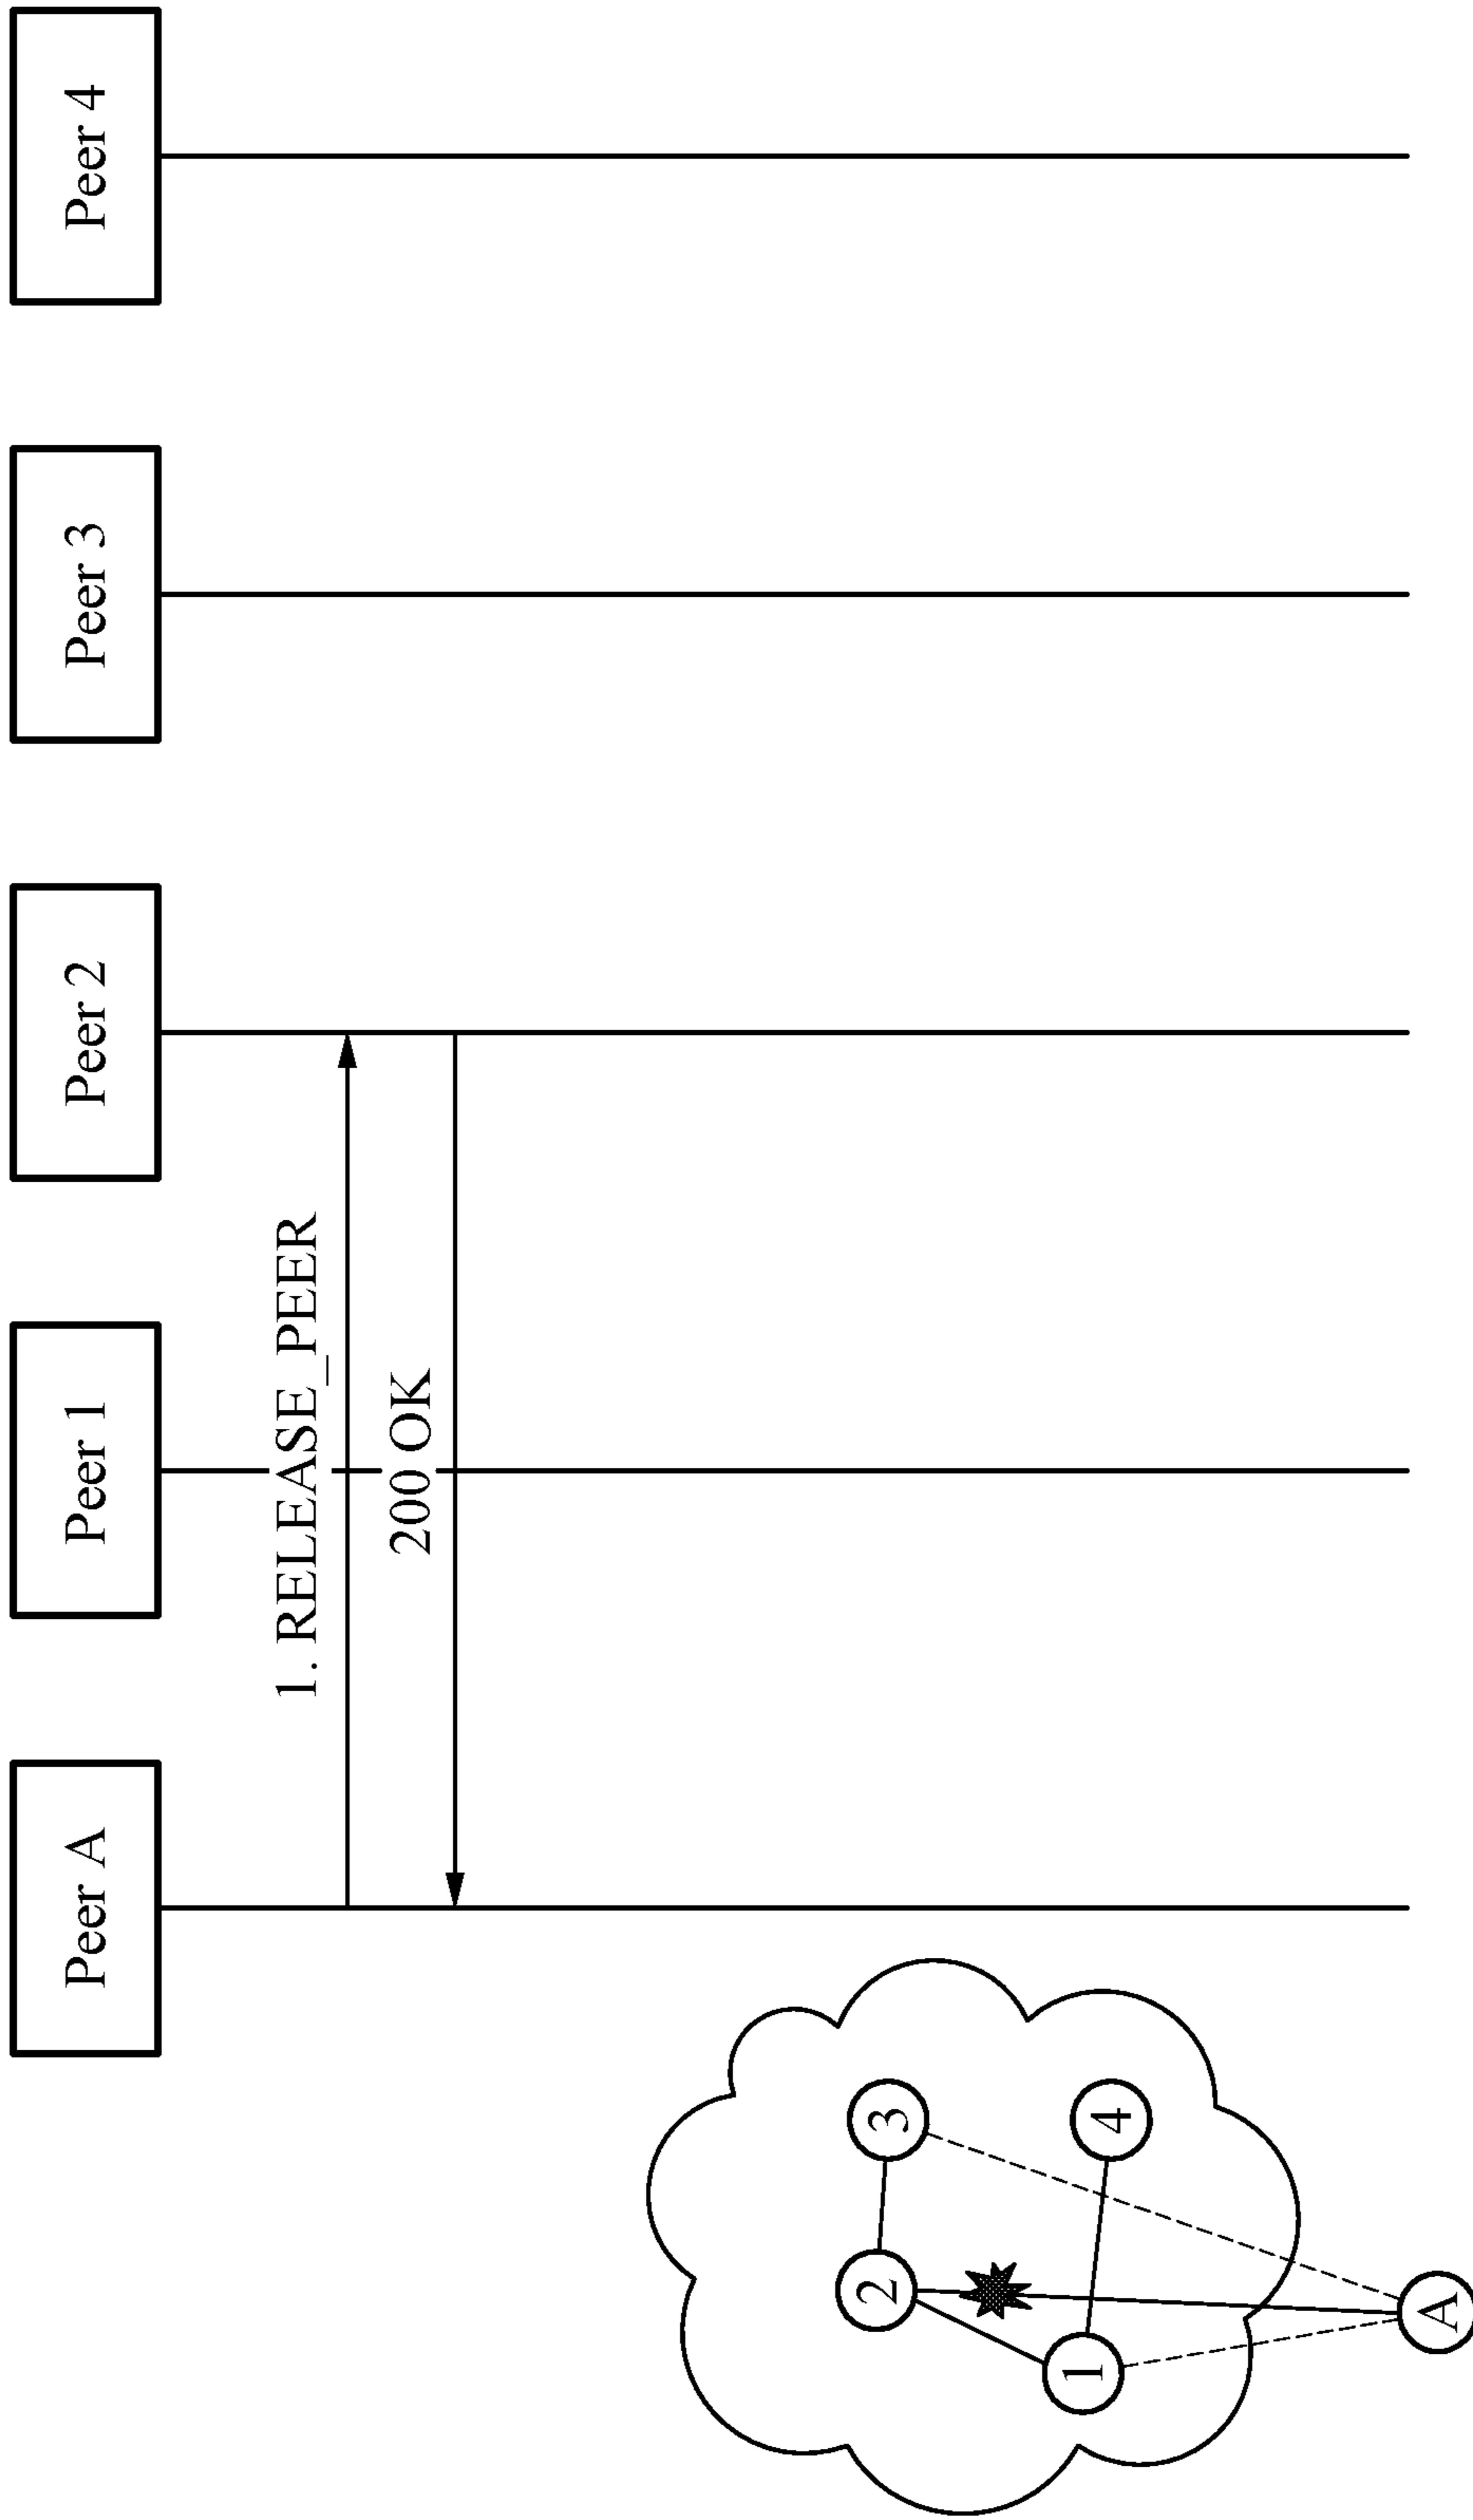 Peer A
Peer 1
Peer 2
Peer 3
Peer 4
1. RELEASE_PEER
200 OK
2
3
1
4
A